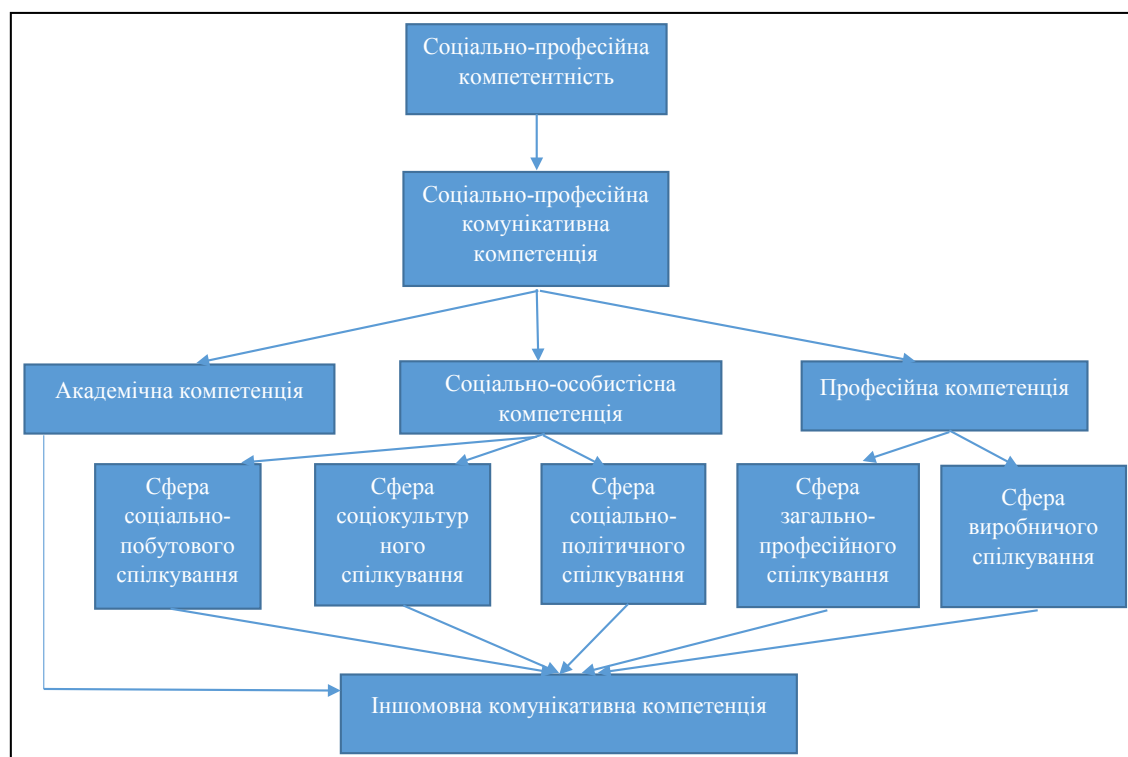 Соціально-професійна
компетентність
Соціально-професійна
комунікативна
компетенція
Академічна компетенція
Соціально-особистісна
компетенція
Професійна компетенція
Сфера
соціально-
побутового
спілкування
Сфера
соціокультур
ного
спілкування
Сфера
соціально-
політичного
спілкування
Сфера
загально-
професійного
спілкування
Сфера
виробничого
спілкування
Іншомовна комунікативна компетенція